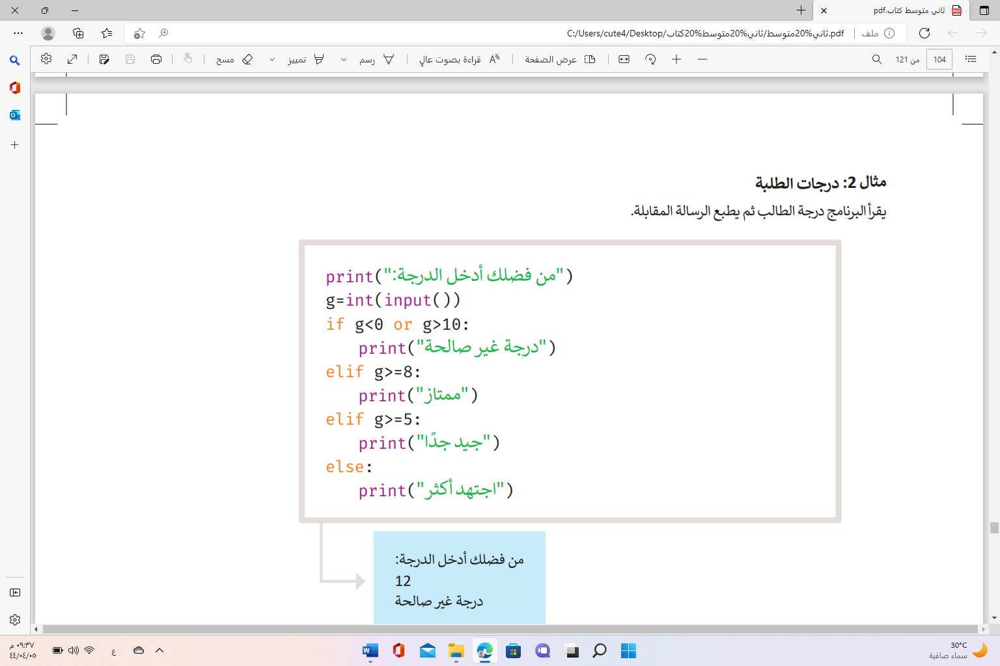 ثاني متوسط كتاب.pdf
ملف
C:/Users/cute4/Desktop/ثاني%20متوسط/ثاني%20متوسط%20كتاب.pdf
104
من 121
عرض الصفحة
قراءة بصوت عالٍ
رسم
تمييز
مسح
مثال 2: درجات الطلبة
يقرأ البرنامج درجة الطالب ثم يطبع الرسالة المقابلة.
print("من فضلك أدخل الدرجة:")
g=int(input())
if g<0 or g>10:
print("درجة غير صالحة")
elif g>=8:
print("ممتاز")
elif g>=5:
print("جيد جدًا")
else:
print("اجتهد أكثر")
من فضلك أدخل الدرجة:
12
درجة غير صالحة
30°C
سماء صافية
ع
٠٩:٣٧ م
٤٤/٠٤/٠٥